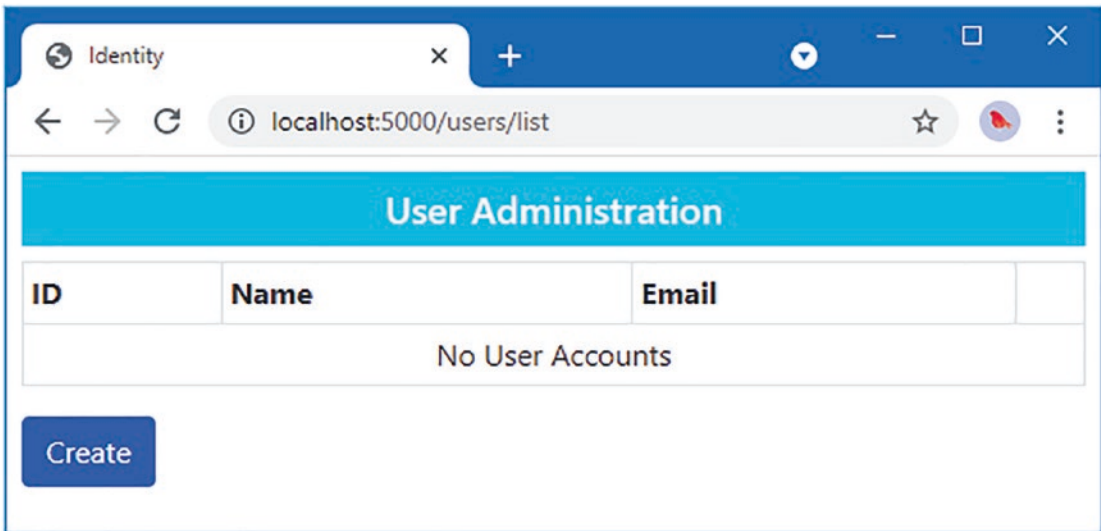 Identity
localhost:5000/users/list
User Administration
ID Name Email
No User Accounts
Create